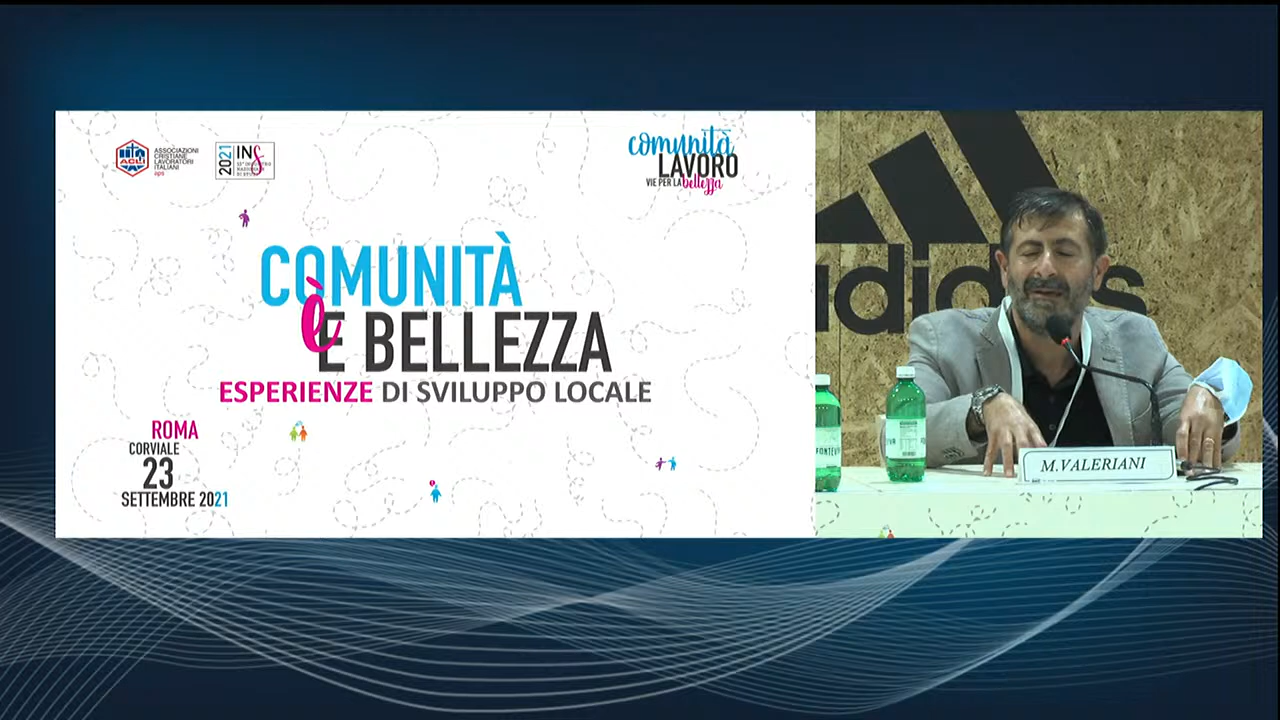 ACLI
ASSOCIAZIONI
CRISTIANE
LAVORATORI
ITALIANI
aps
2021
INS
comunità
LAVORO
VIE PER LA bellezza
COMUNITÀ
è
E BELLEZZA
ESPERIENZE DI SVILUPPO LOCALE
ROMA
CORVIALE
23
SETTEMBRE 2021
adidas
M.VALERIANI